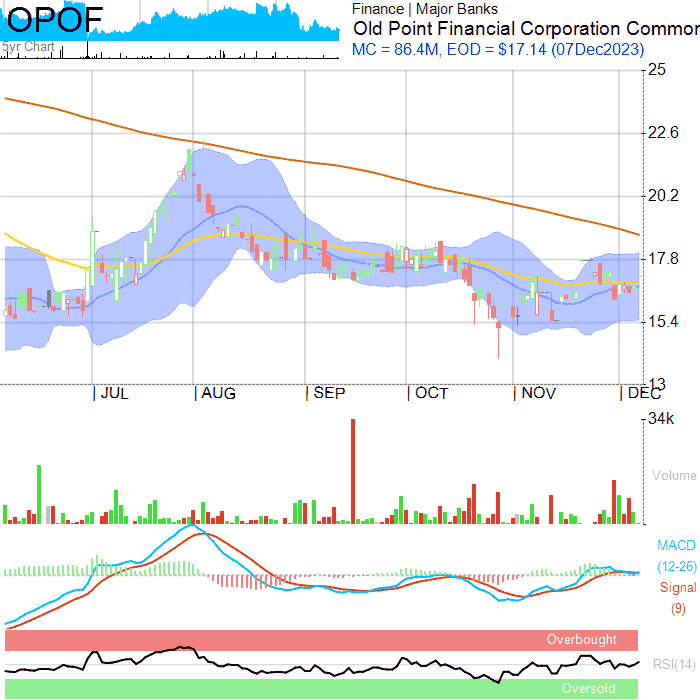 OPOF
5yr Chart
Finance | Major Banks
Old Point Financial Corporation Common
MC = 86.4M, EOD = $17.14 (07Dec2023)
25
22.6
20.2
17.8
15.4
13
JUL
AUG
SEP
OCT
NOV
DEC
34k
Volume
MACD
(12-26)
Signal
(9)
Overbought
RSI(14)
Oversold